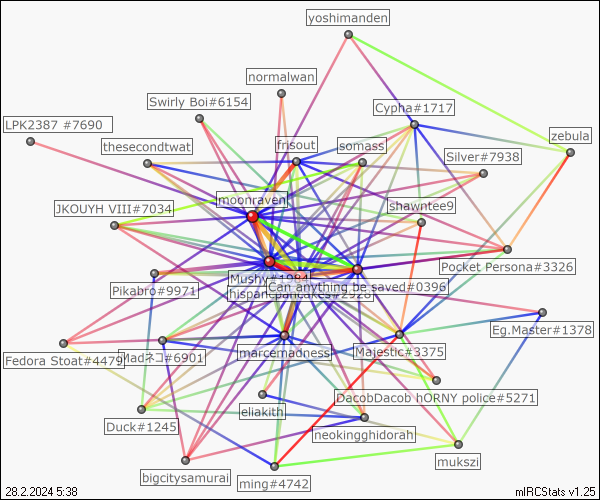 yoshimanden
normalwan
Swirly Boi#6154
Cypha#1717
LPK2387 #7690
thesecondtwat
frisout
somass
zebula
Silver#7938
moonraven
JKOUYH VIII#7034
shawntee9
Pocket Persona#3326
Mushy#1984
Pikabro#9971
Can anything be saved#0396
hispancpancakes#2928
Eg.Master#1378
Fedora Stoat#4479
Madネコ#6901
marcemadness
Majestic#3375
DacobDacob hORNY police#5271
eliakith
Duck#1245
neokingghidorah
mukszi
bigcitysamurai
ming#4742
28.2.2024 5:38
mIRCStats v1.25